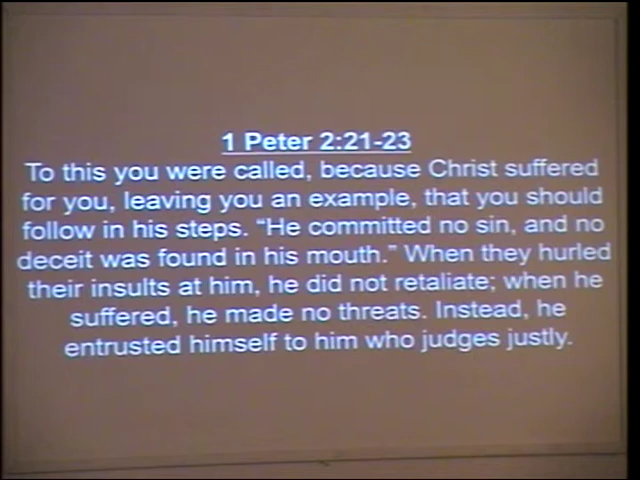 1 Peter 2:21-23
To this you were called, because Christ suffered
for you, leaving you an example, that you should
follow in his steps. “He committed no sin, and no
deceit was found in his mouth.” When they hurled
their insults at him, he did not retaliate; when he
suffered, he made no threats. Instead, he
entrusted himself to him who judges justly.